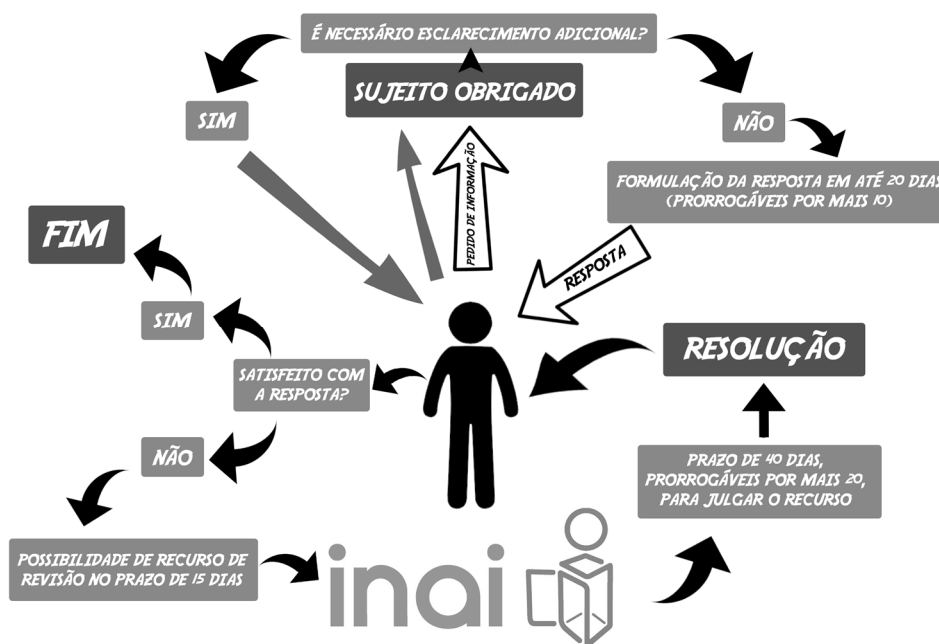 É NECESSÁRIO ESCLARECIMENTO ADICIONAL?
SUJEITO OBRIGADO
SIM
NÃO
PEDIDO DE INFORMAÇÃO
FORMULAÇÃO DA RESPOSTA EM ATÉ 20 DIAS
(PRORROGÁVEIS POR MAIS 10)
FIM
RESPOSTA
SIM
RESOLUÇÃO
SATISFEITO COM
A RESPOSTA?
NÃO
PRAZO DE 40 DIAS,
PRORROGÁVEIS POR MAIS 20,
PARA JULGAR O RECURSO
POSSIBILIDADE DE RECURSO DE
REVISÃO NO PRAZO DE 15 DIAS
inai